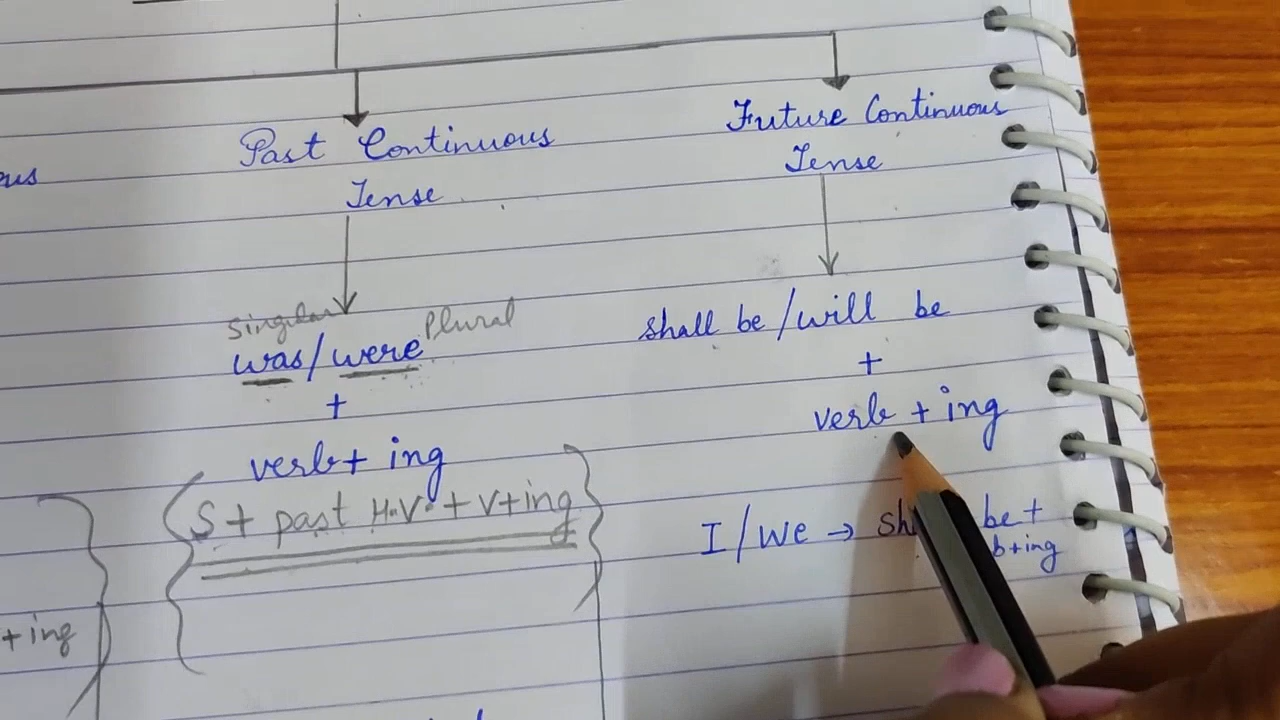 ous
Past Continuous
Tense
Singular Plural
was/were
+
verb+ ing
S+ past H.V. + V+ing
+ing
Future Continuous
Tense
shall be /will be
+
verb + ing
I/We → be +
b+ing